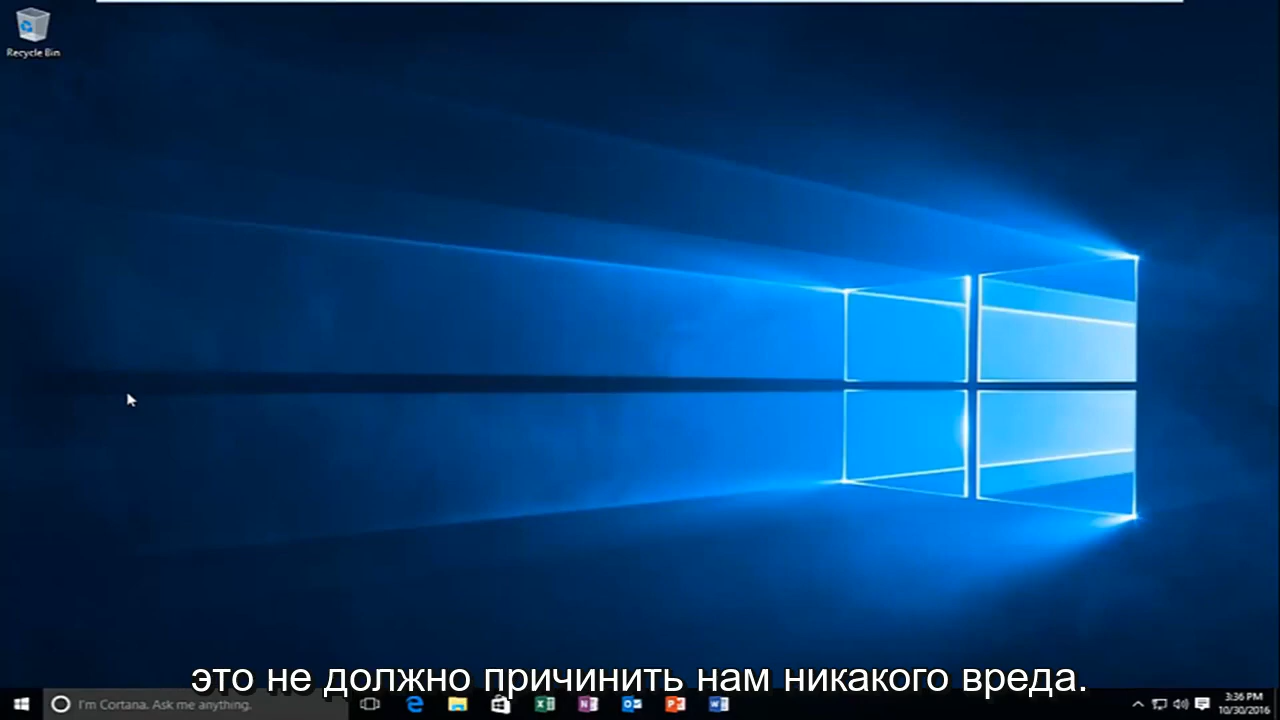 Recycle Bin
это не должно причинить нам никакого вреда.
I'm Cortana. Ask me anything.
3:36 PM
10/30/2016